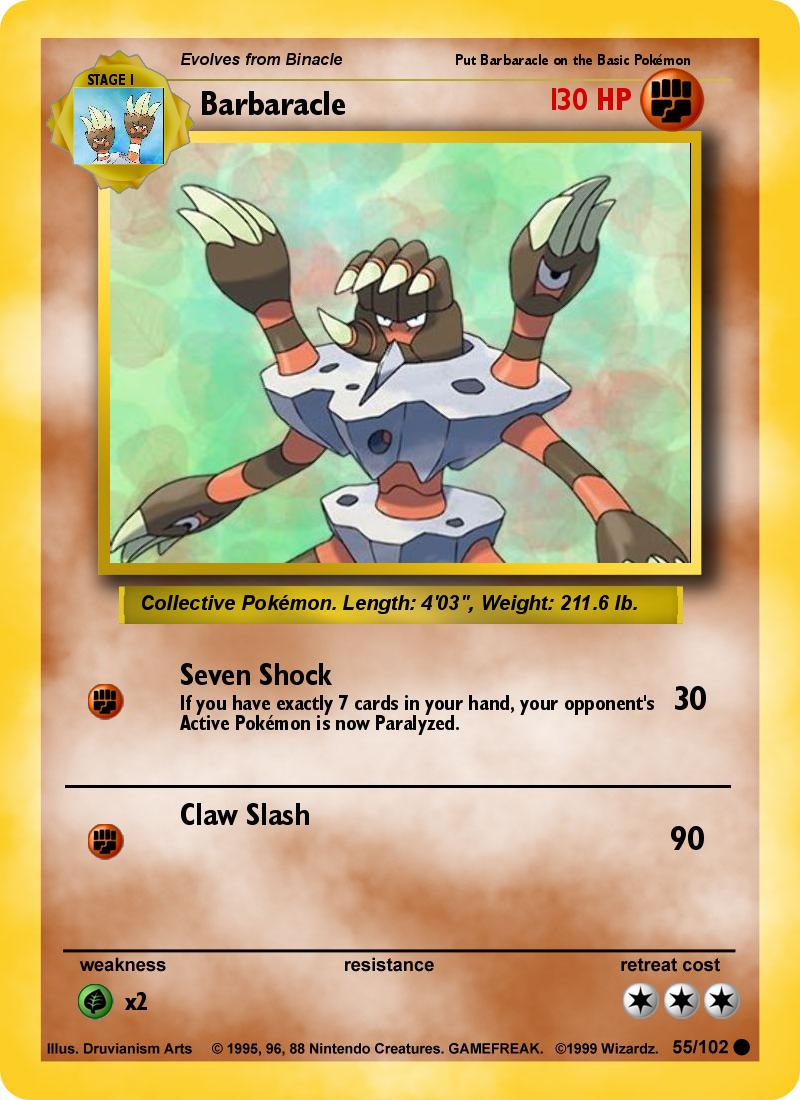 Evolves from Binacle
Put Barbaracle on the Basic Pokémon
STAGE 1
Barbaracle
130 HP
Collective Pokémon. Length: 4'03", Weight: 211.6 lb.
Seven Shock
If you have exactly 7 cards in your hand, your opponent's
Active Pokémon is now Paralyzed.
30
Claw Slash
90
weakness
resistance
retreat cost
x2
Illus. Druvianism Arts
© 1995, 96, 88 Nintendo Creatures. GAMEFREAK.
©1999 Wizardz.
55/102